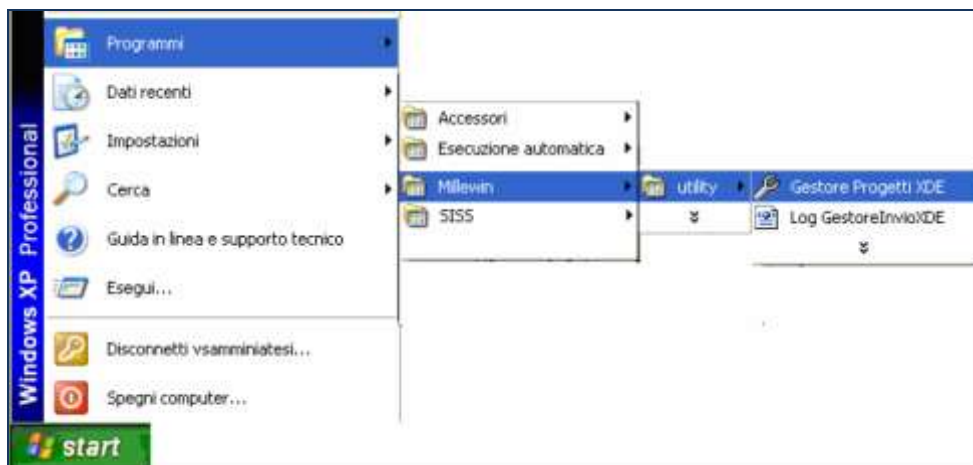 Windows XP Professional
Programmi
Dati recenti
Impostazioni
Cerca
Guida in linea e supporto tecnico
Esegui...
Disconnetti vsamminiatesi...
Spegni computer...
start
Accessori
Esecuzione automatica
Millewin
SISS
utility
Gestore Progetti XDE
Log GestoreInvioXDE